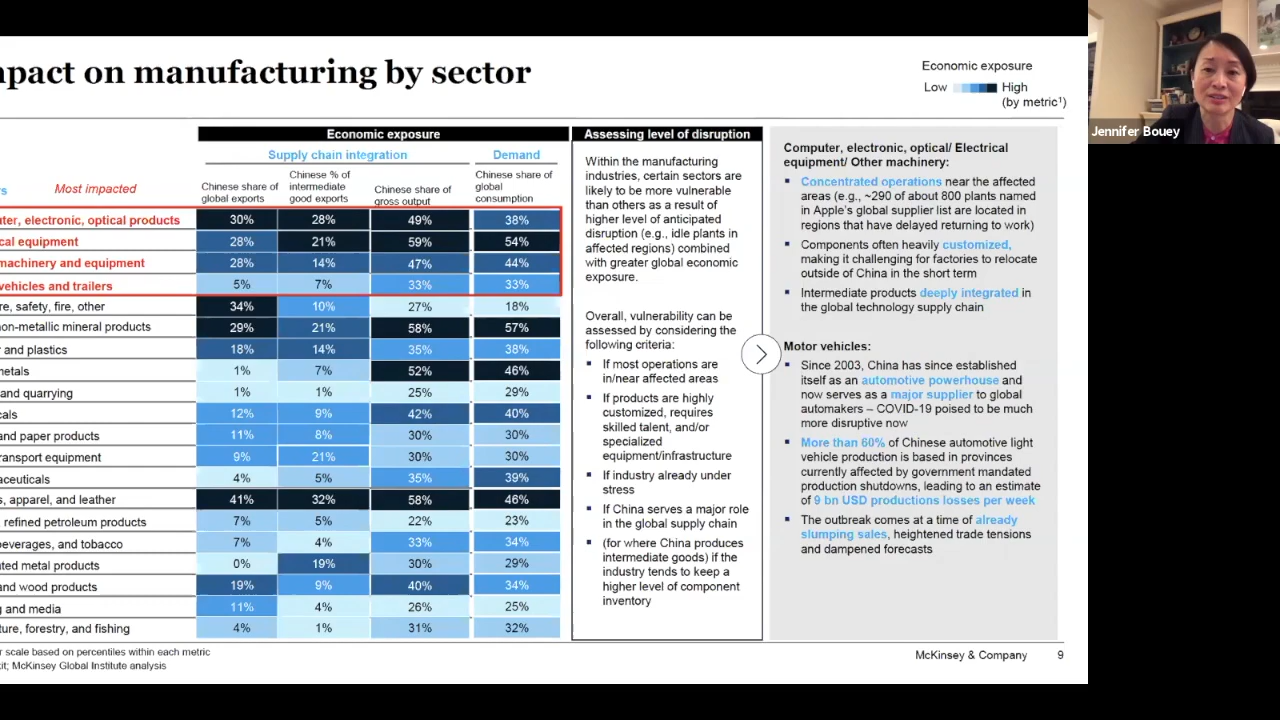 pact on manufacturing by sector
Economic exposure
Low High
(by metric¹)
Jennifer Bouey
Economic exposure
Supply chain integration Demand
Most impacted
Chinese share of global exports
Chinese % of intermediate good exports
Chinese share of gross output
Chinese share of global consumption
ter, electronic, optical products 30% 28% 49% 38%
cal equipment 28% 21% 59% 54%
machinery and equipment 28% 14% 47% 44%
vehicles and trailers 5% 7% 33% 33%
re, safety, fire, other 34% 10% 27% 18%
non-metallic mineral products 29% 21% 58% 57%
r and plastics 18% 14% 35% 38%
metals 1% 7% 52% 46%
and quarrying 1% 1% 25% 29%
cals 12% 9% 42% 40%
and paper products 11% 8% 30% 30%
ransport equipment 9% 21% 30% 30%
aceuticals 4% 5% 35% 39%
s, apparel, and leather 41% 32% 58% 46%
refined petroleum products 7% 5% 22% 23%
beverages, and tobacco 7% 4% 33% 34%
ted metal products 0% 19% 30% 29%
and wood products 19% 9% 40% 34%
g and media 11% 4% 26% 25%
ture, forestry, and fishing 4% 1% 31% 32%
r scale based on percentiles within each metric
it; McKinsey Global Institute analysis
Assessing level of disruption
Within the manufacturing
industries, certain sectors are
likely to be more vulnerable
than others as a result of
higher level of anticipated
disruption (e.g., idle plants in
affected regions) combined
with greater global economic
exposure.
Overall, vulnerability can be
assessed by considering the
following criteria:
If most operations are
in/near affected areas
If products are highly
customized, requires
skilled talent, and/or
specialized
equipment/infrastructure
If industry already under
stress
If China serves a major role
in the global supply chain
(for where China produces
intermediate goods) if the
industry tends to keep a
higher level of component
inventory
Computer, electronic, optical/ Electrical
equipment/ Other machinery:
Concentrated operations near the affected
areas (e.g., ~290 of about 800 plants named
in Apple's global supplier list are located in
regions that have delayed returning to work)
Components often heavily customized,
making it challenging for factories to relocate
outside of China in the short term
Intermediate products deeply integrated in
the global technology supply chain
Motor vehicles:
Since 2003, China has since established
itself as an automotive powerhouse and
now serves as a major supplier to global
automakers – COVID-19 poised to be much
more disruptive now
More than 60% of Chinese automotive light
vehicle production is based in provinces
currently affected by government mandated
production shutdowns, leading to an estimate
of 9 bn USD productions losses per week
The outbreak comes at a time of already
slumping sales, heightened trade tensions
and dampened forecasts
McKinsey & Company 9